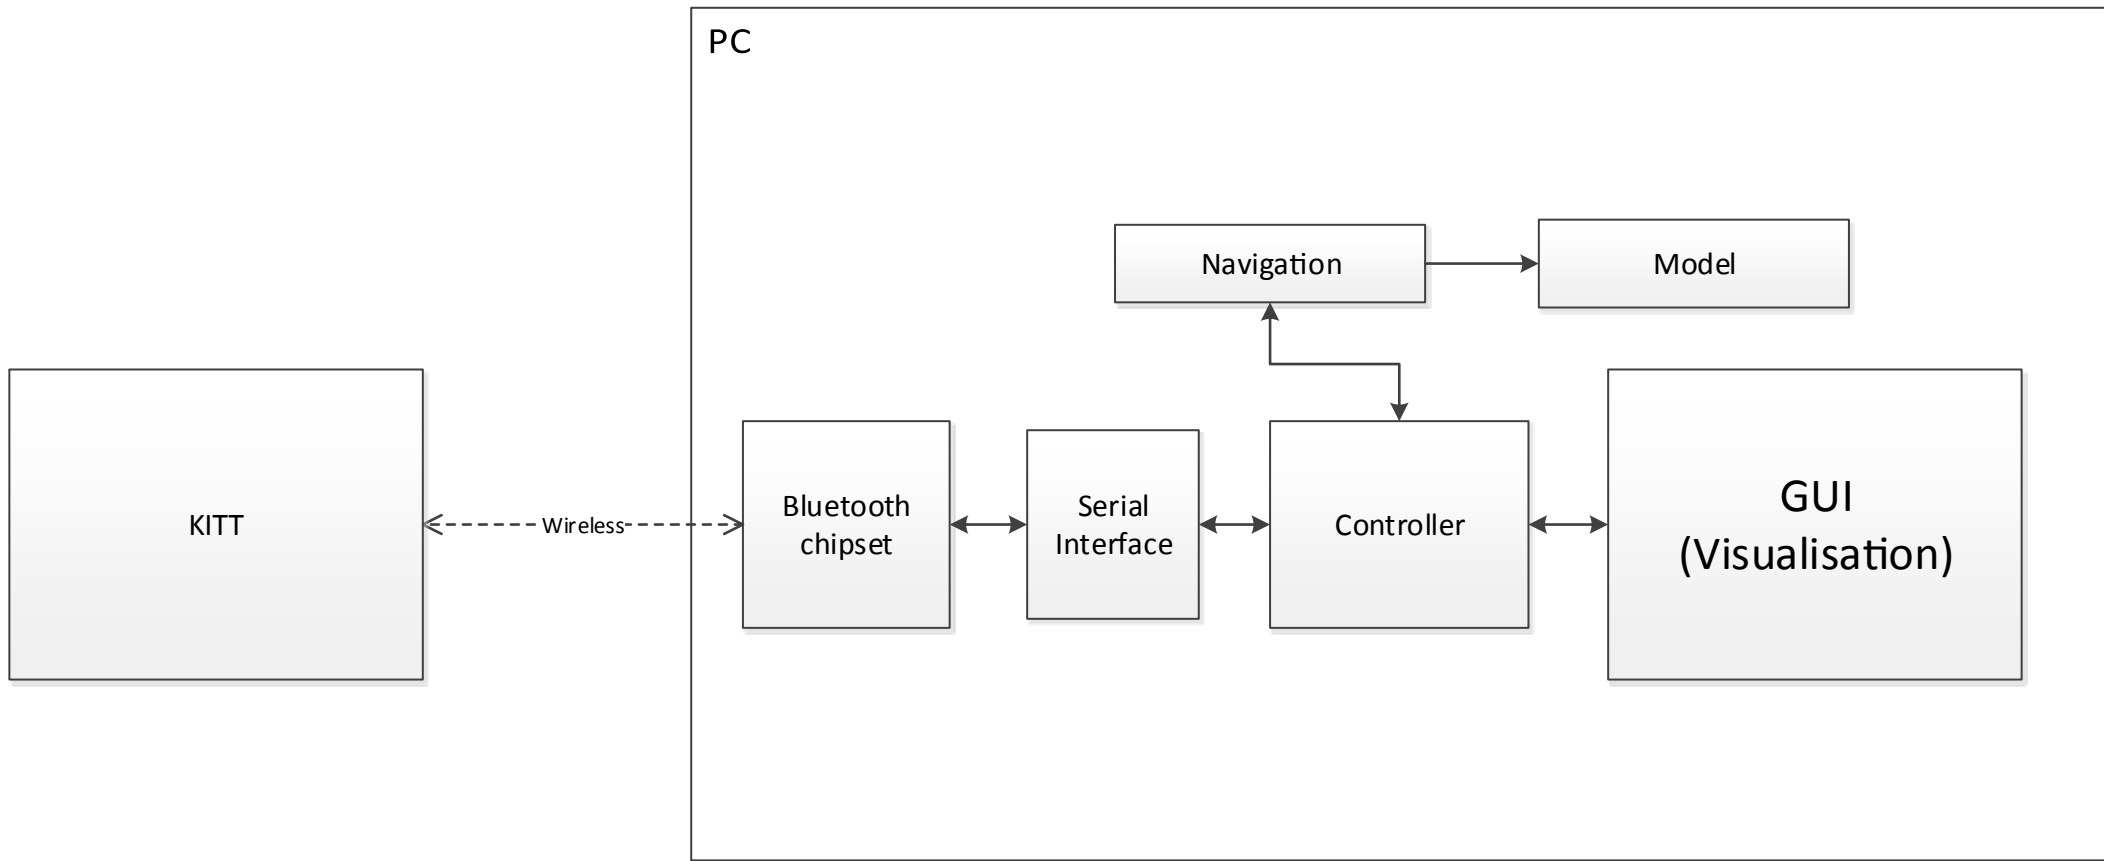 PC
Navigation
Model
KITT
Wireless
Bluetooth
chipset
Serial
Interface
Controller
GUI
(Visualisation)